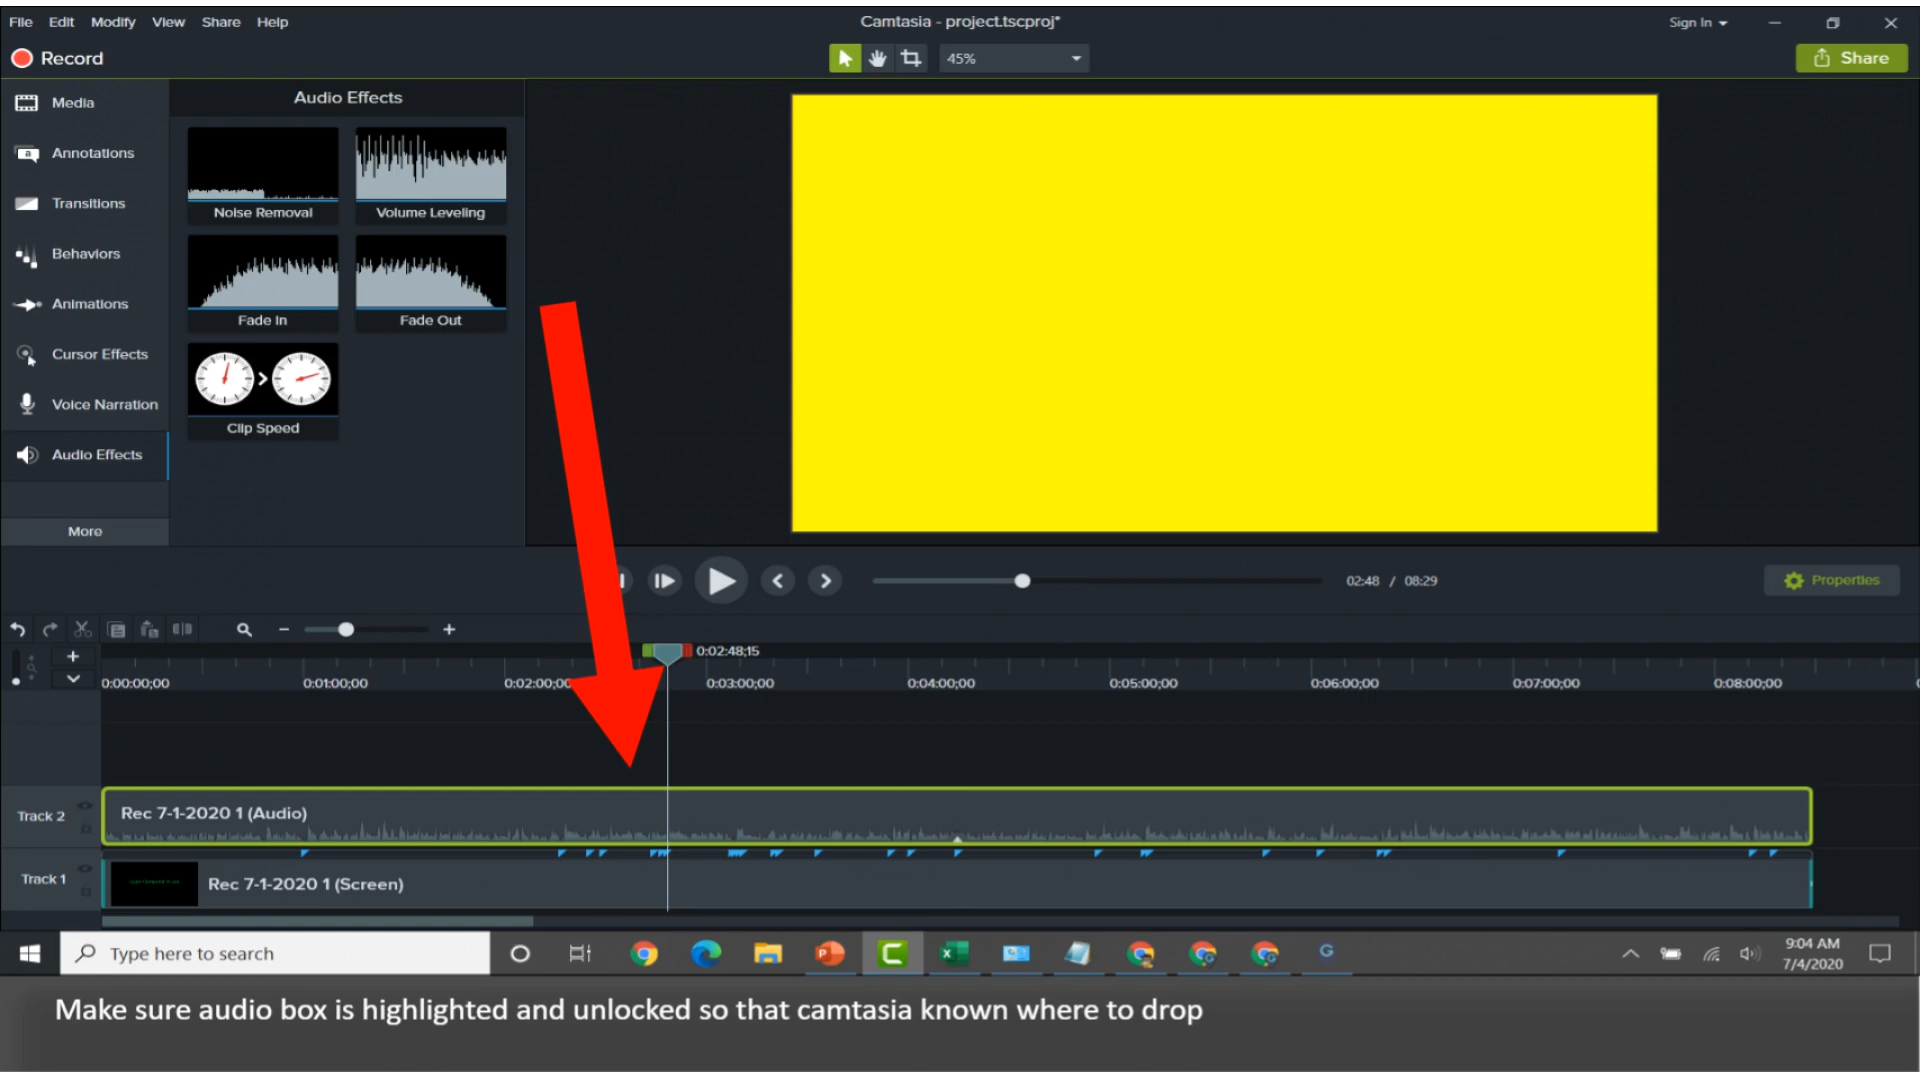 File Edit Modify View Share Help
Camtasia - project.tscproj*
Sign In
Record
45%
Share
Media
Annotations
Transitions
Behaviors
Animations
Cursor Effects
Voice Narration
Audio Effects
More
Audio Effects
Noise Removal
Volume Leveling
Fade In
Fade Out
Clip Speed
02:48 / 08:29
Properties
0:02:48;15
0:00:00;00
0:01:00;00
0:02:00;00
0:03:00;00
0:04:00;00
0:05:00;00
0:06:00;00
0:07:00;00
0:08:00;00
Track 2
Rec 7-1-2020 1 (Audio)
Track 1
Rec 7-1-2020 1 (Screen)
Type here to search
9:04 AM
7/4/2020
Make sure audio box is highlighted and unlocked so that camtasia known where to drop